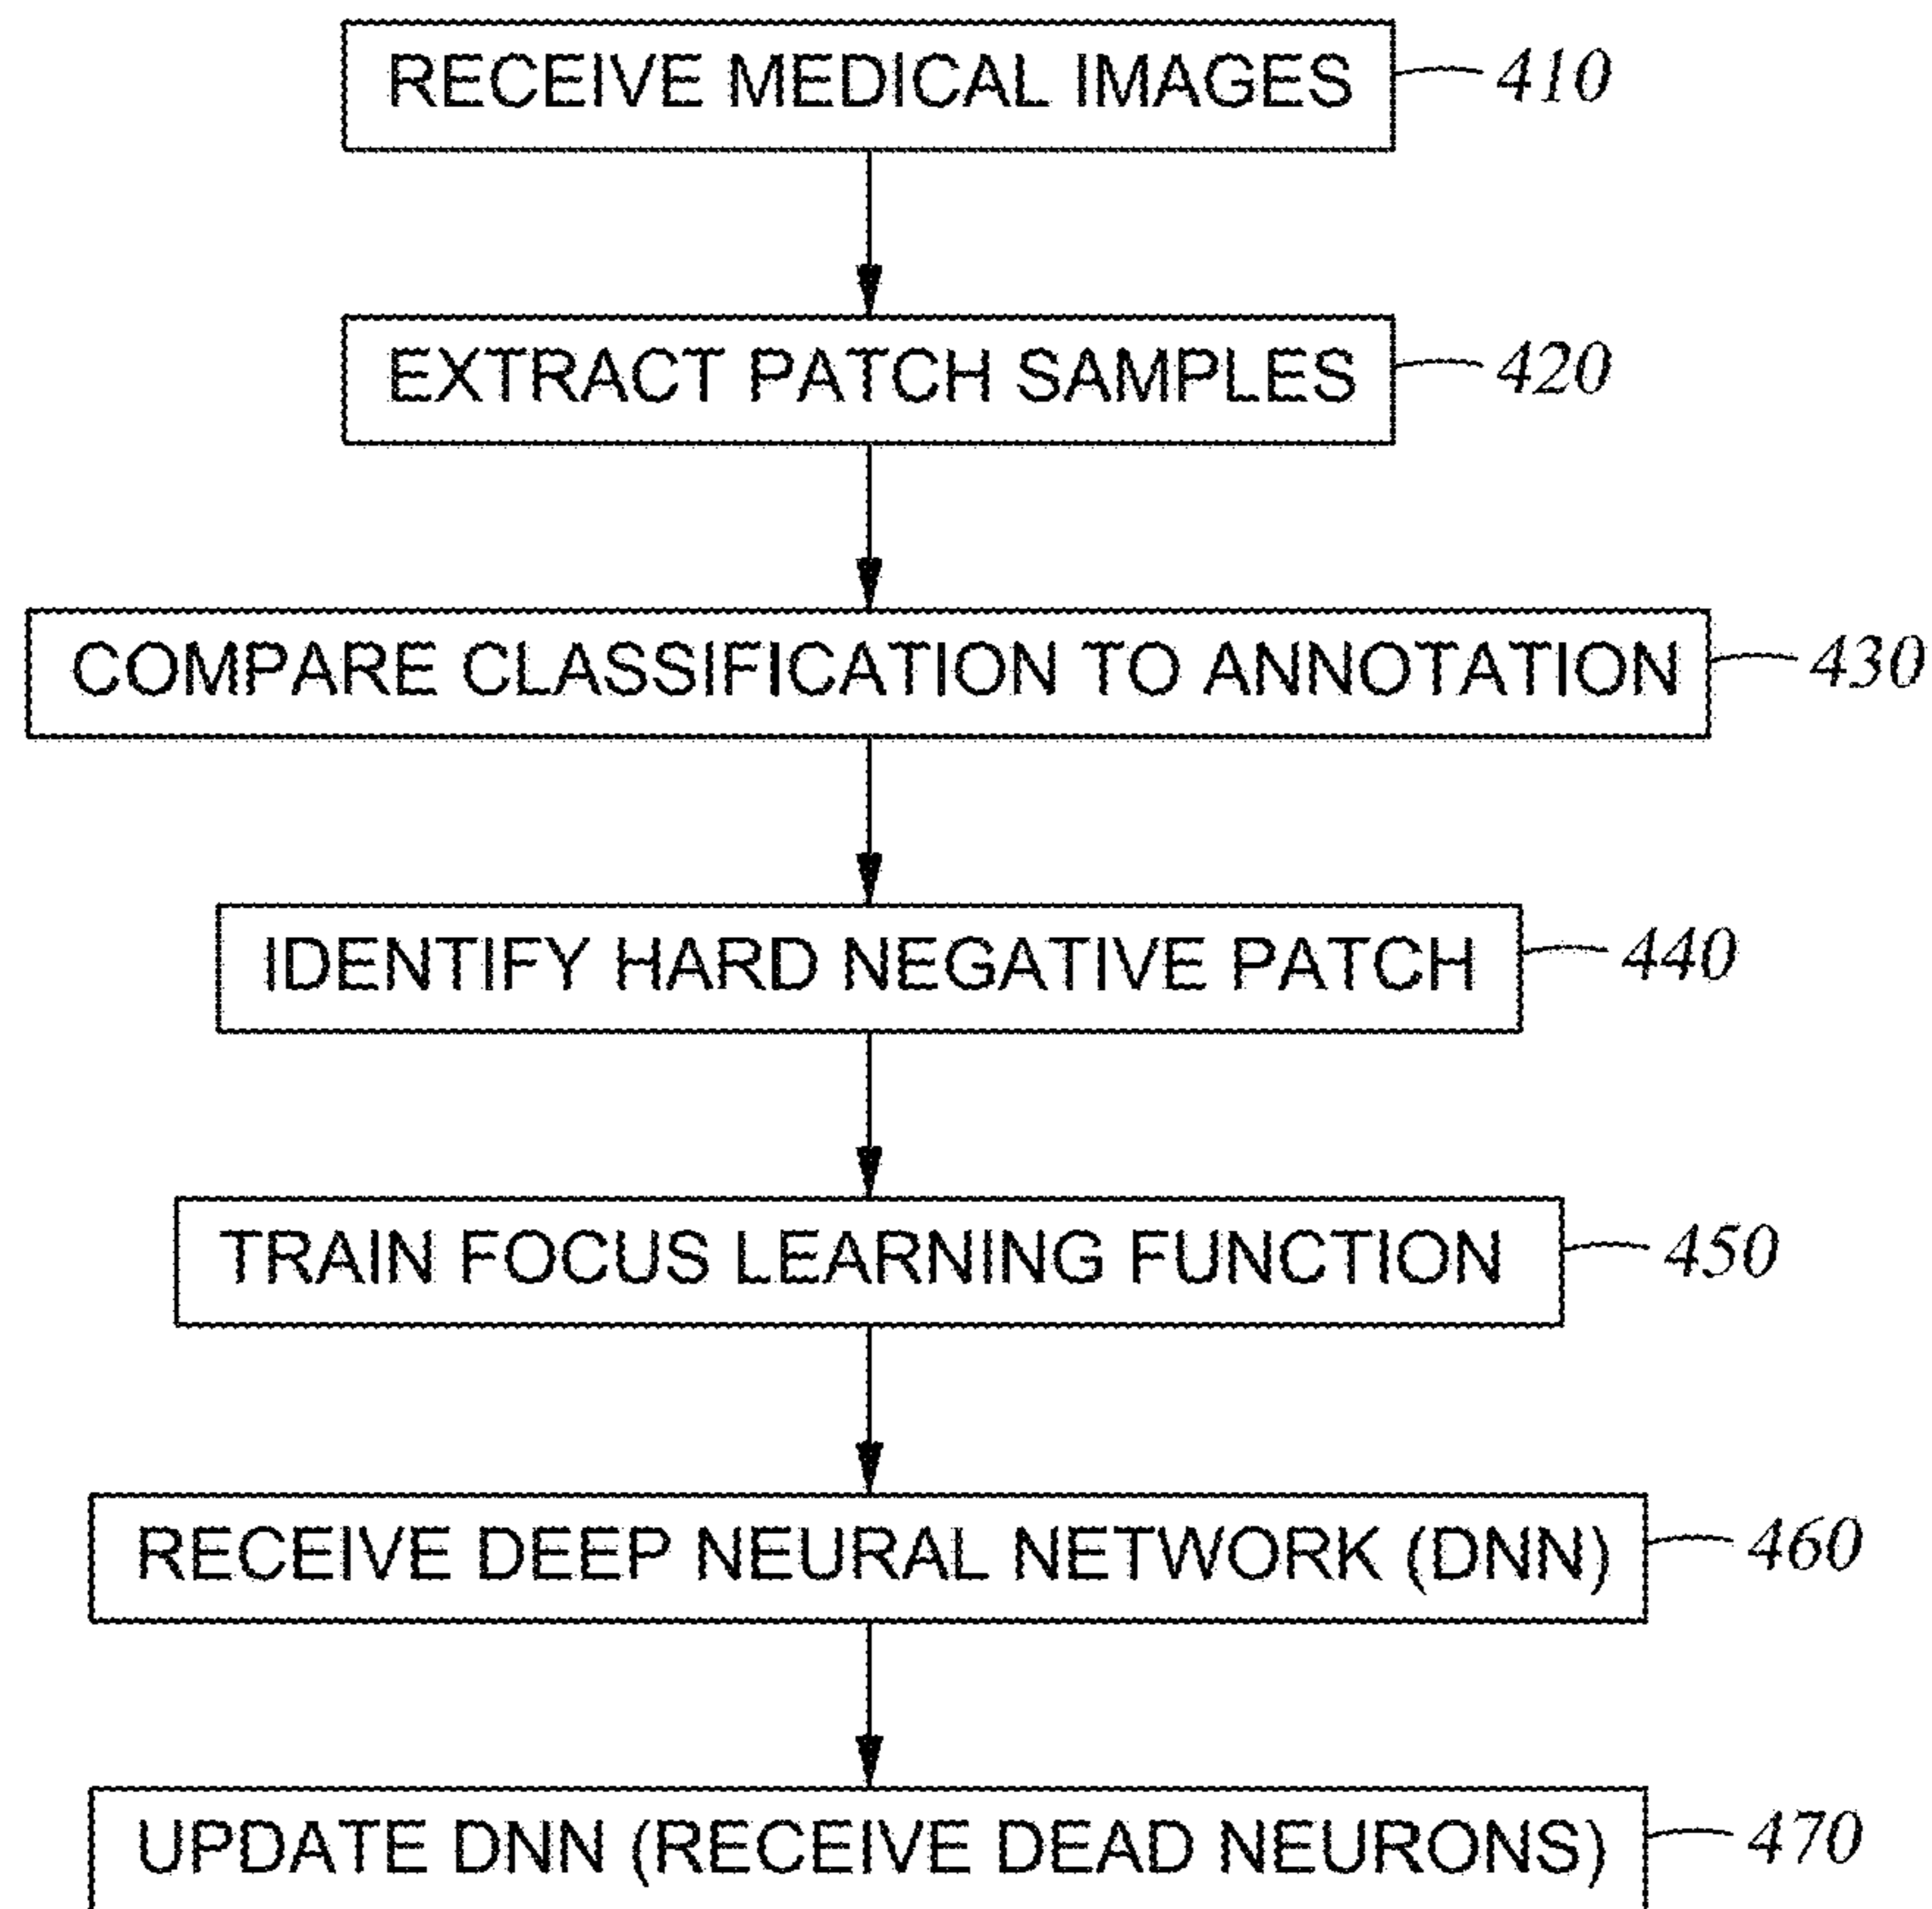 RECEIVE MEDICAL IMAGES 410
EXTRACT PATCH SAMPLES 420
COMPARE CLASSIFICATION TO ANNOTATION 430
IDENTIFY HARD NEGATIVE PATCH 440
TRAIN FOCUS LEARNING FUNCTION 450
RECEIVE DEEP NEURAL NETWORK (DNN) 460
UPDATE DNN (RECEIVE DEAD NEURONS) 470